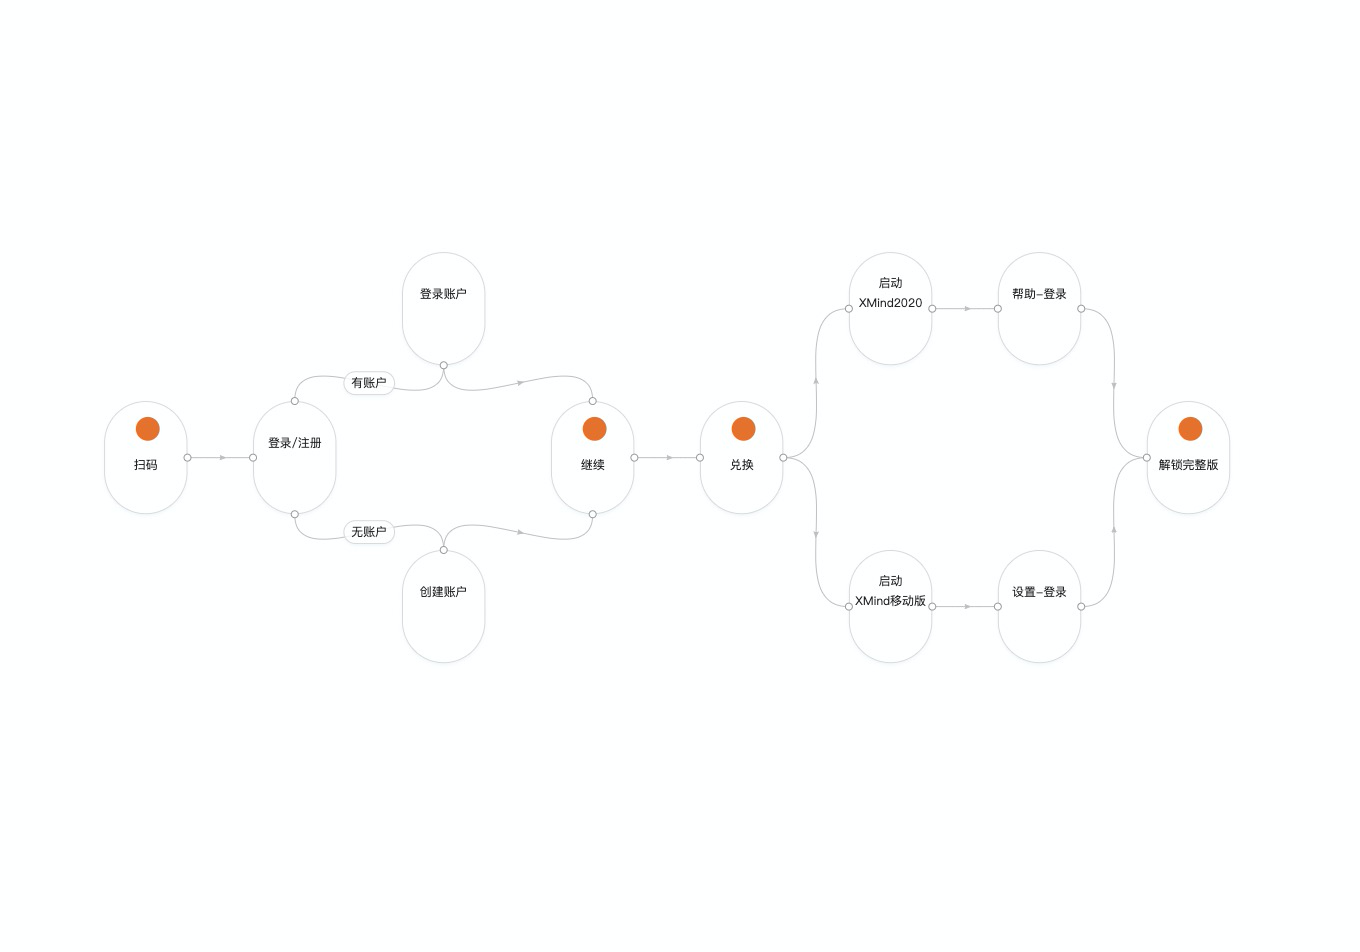 扫码
登录/注册
有账户
无账户
登录账户
创建账户
继续
兑换
启动
XMind2020
帮助-登录
启动
XMind移动版
设置-登录
解锁完整版